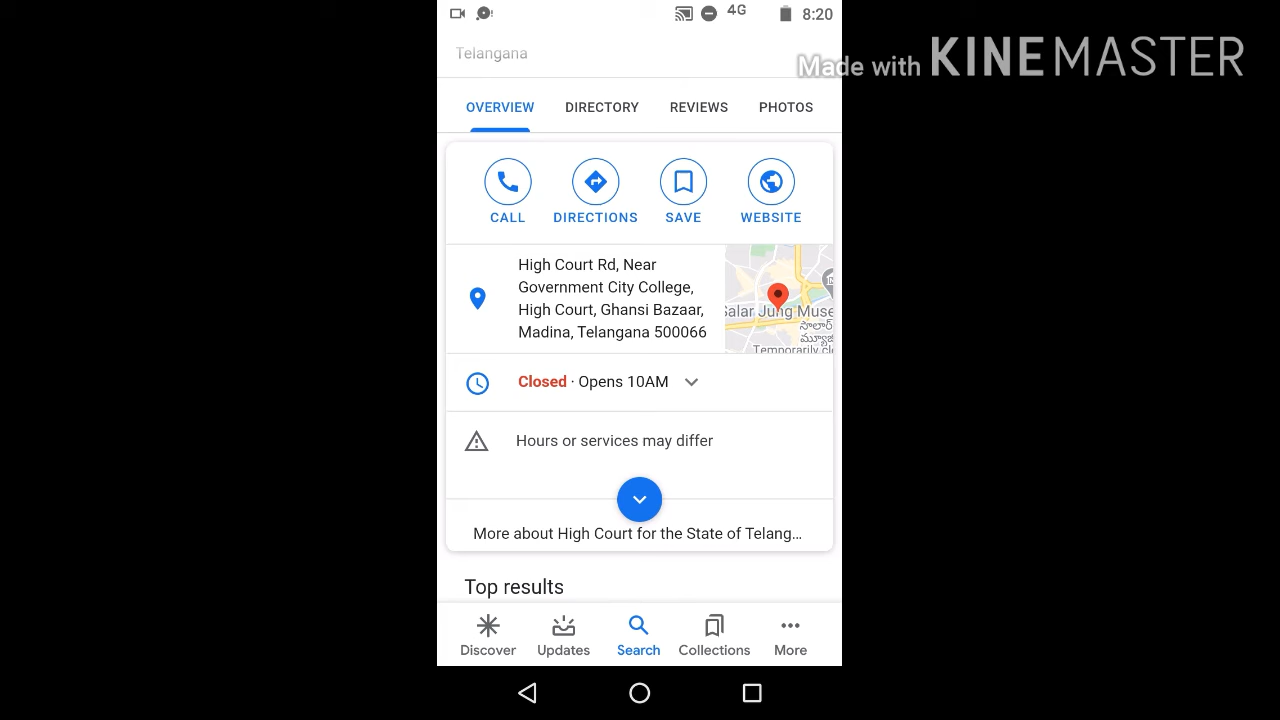 4G 8:20
Telangana
Made with KINEMASTER
OVERVIEW DIRECTORY REVIEWS PHOTOS
CALL DIRECTIONS SAVE WEBSITE
High Court Rd, Near
Government City College,
High Court, Ghansi Bazaar,
Madina, Telangana 500066
Salar Jung Muse
సాలార్
Temporarily cl
Closed · Opens 10AM
Hours or services may differ
More about High Court for the State of Telang...
Top results
Discover Updates Search Collections More